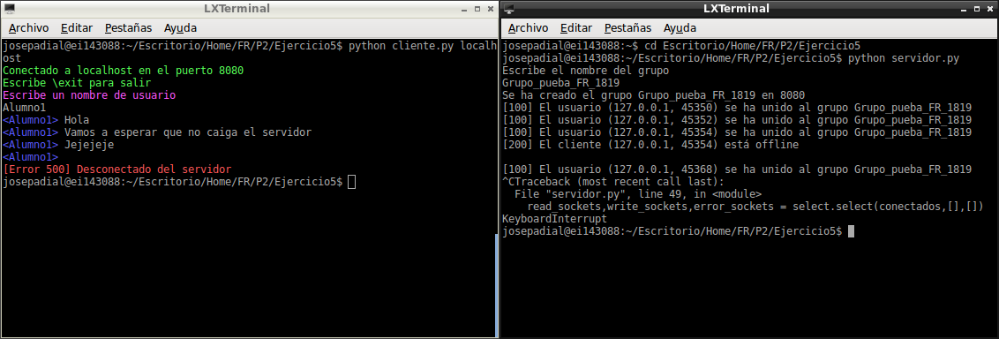 LXTerminal
Archivo Editar Pestañas Ayuda
josepadial@ei143088:~/Escritorio/Home/FR/P2/Ejercicio5$ python cliente.py localh
ost
Conectado a localhost en el puerto 8080
Escribe \exit para salir
Escribe un nombre de usuario
Alumno1
<Alumno1> Hola
<Alumno1> Vamos a esperar que no caiga el servidor
<Alumno1> Jejejeje
<Alumno1>
[Error 500] Desconectado del servidor
josepadial@ei143088:~/Escritorio/Home/FR/P2/Ejercicio5$
LXTerminal
Archivo Editar Pestañas Ayuda
josepadial@ei143088:~$ cd Escritorio/Home/FR/P2/Ejercicio5
josepadial@ei143088:~/Escritorio/Home/FR/P2/Ejercicio5$ python servidor.py
Escribe el nombre del grupo
Grupo_pueba_FR_1819
Se ha creado el grupo Grupo_pueba_FR_1819 en 8080
[100] El usuario (127.0.0.1, 45350) se ha unido al grupo Grupo_pueba_FR_1819
[100] El usuario (127.0.0.1, 45352) se ha unido al grupo Grupo_pueba_FR_1819
[100] El usuario (127.0.0.1, 45354) se ha unido al grupo Grupo_pueba_FR_1819
[200] El cliente (127.0.0.1, 45354) está offline
[100] El usuario (127.0.0.1, 45368) se ha unido al grupo Grupo_pueba_FR_1819
^CTraceback (most recent call last):
File "servidor.py", line 49, in <module>
read_sockets,write_sockets,error_sockets = select.select(conectados,[],[])
KeyboardInterrupt
josepadial@ei143088:~/Escritorio/Home/FR/P2/Ejercicio5$